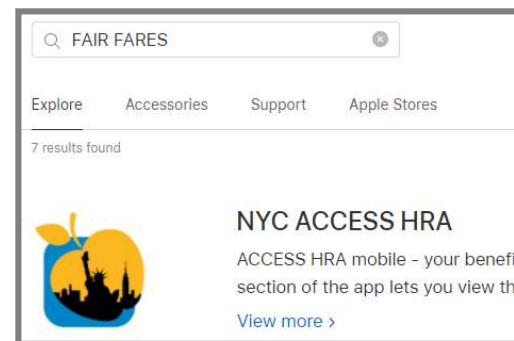 FAIR FARES
Explore Accessories Support Apple Stores
7 results found
NYC ACCESS HRA
ACCESS HRA mobile - your benefi
section of the app lets you view th
View more >